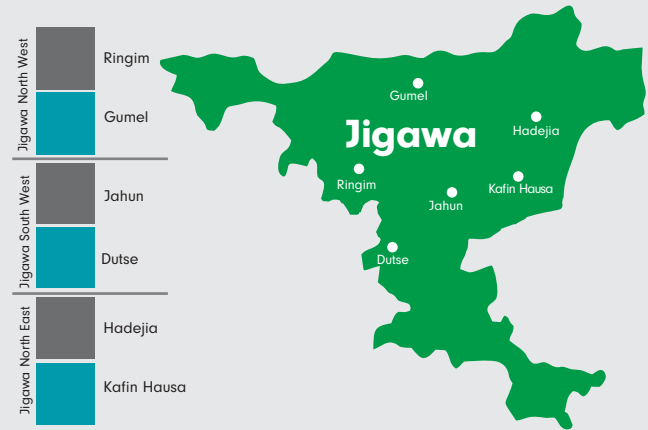 Jigawa North West
Ringim
Gumel
Jigawa South West
Jahun
Dutse
Jigawa North East
Hadejia
Kafin Hausa
Gumel
Jigawa
Hadejia
Ringim
Kafin Hausa
Jahun
Dutse